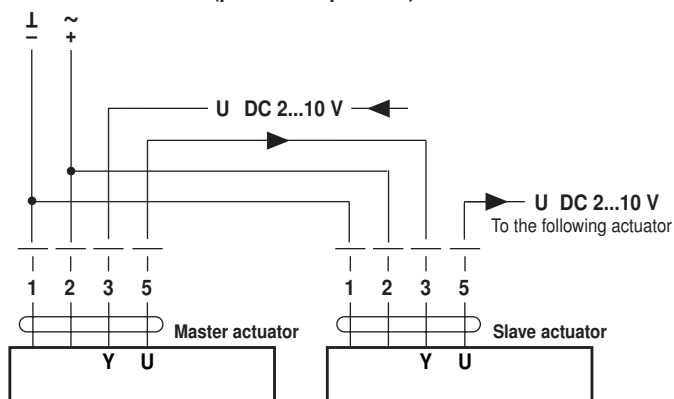 ⊥ ~
– +
U DC 2...10 V
U DC 2...10 V
To the following actuator
1 2 3 5 1 2 3 5
Master actuator Slave actuator
Y U Y U